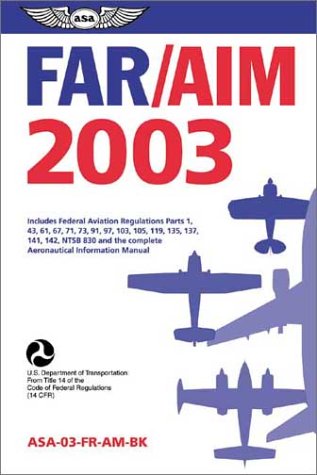 asa
FAR/AIM
2003
Includes Federal Aviation Regulations Parts 1,
43, 61, 67, 71, 73, 91, 97, 103, 105, 119, 135, 137,
141, 142, NTSB 830 and the complete
Aeronautical Information Manual
U.S. Department of Transportation
From Title 14 of the
Code of Federal Regulations
(14 CFR)
ASA-03-FR-AM-BK